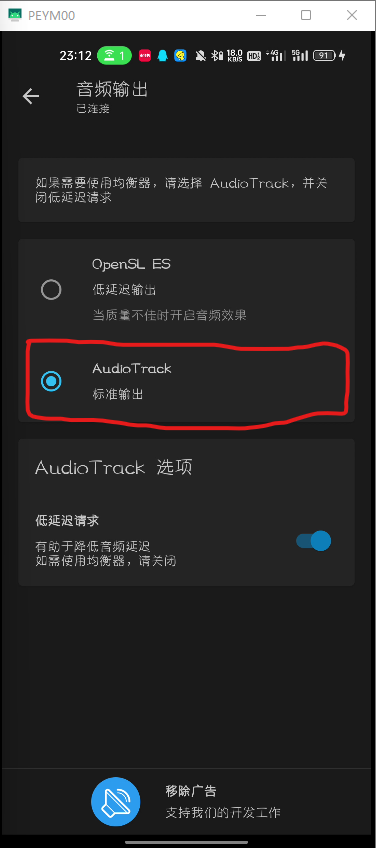 PEYM00
23:12
1
18.0
KB/S
HD
4G
5G
91
音频输出
已连接
如果需要使用均衡器，请选择 AudioTrack，并关
闭低延迟请求
OpenSL ES
低延迟输出
当质量不佳时开启音频效果
AudioTrack
标准输出
AudioTrack 选项
低延迟请求
有助于降低音频延迟
如需使用均衡器，请关闭
移除广告
支持我们的开发工作